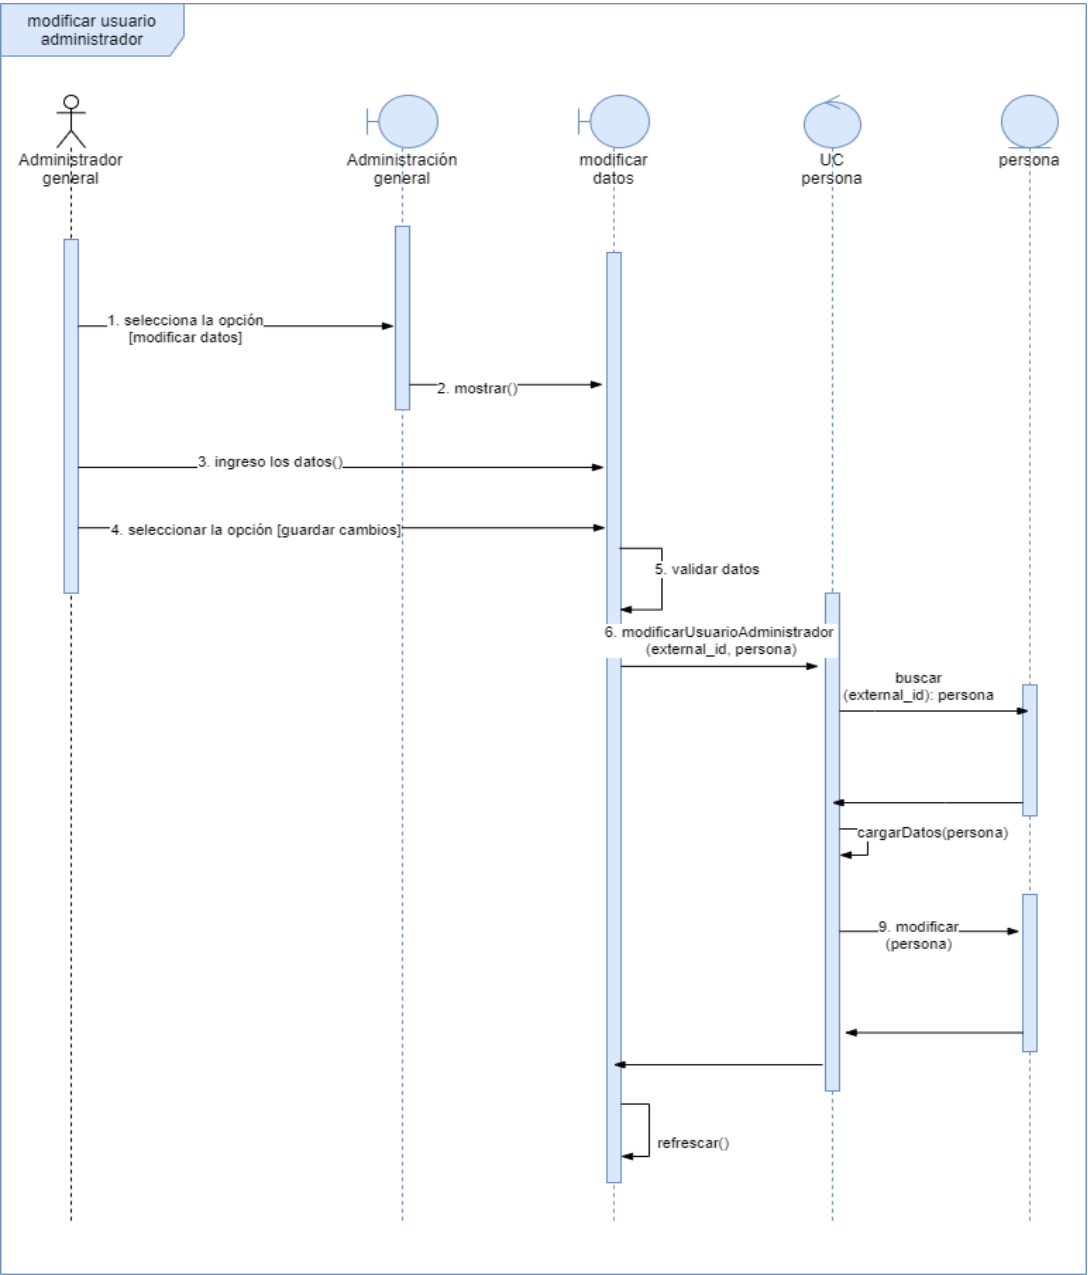 modificar usuario
administrador
Administrador
general
Administración
general
modificar
datos
UC
persona
persona
1. selecciona la opción
[modificar datos]
2. mostrar()
3. ingreso los datos()
4. seleccionar la opción [guardar cambios]
5. validar datos
6. modificarUsuarioAdministrador
(external_id, persona)
buscar
(external_id): persona
cargarDatos(persona)
9. modificar
(persona)
refrescar()